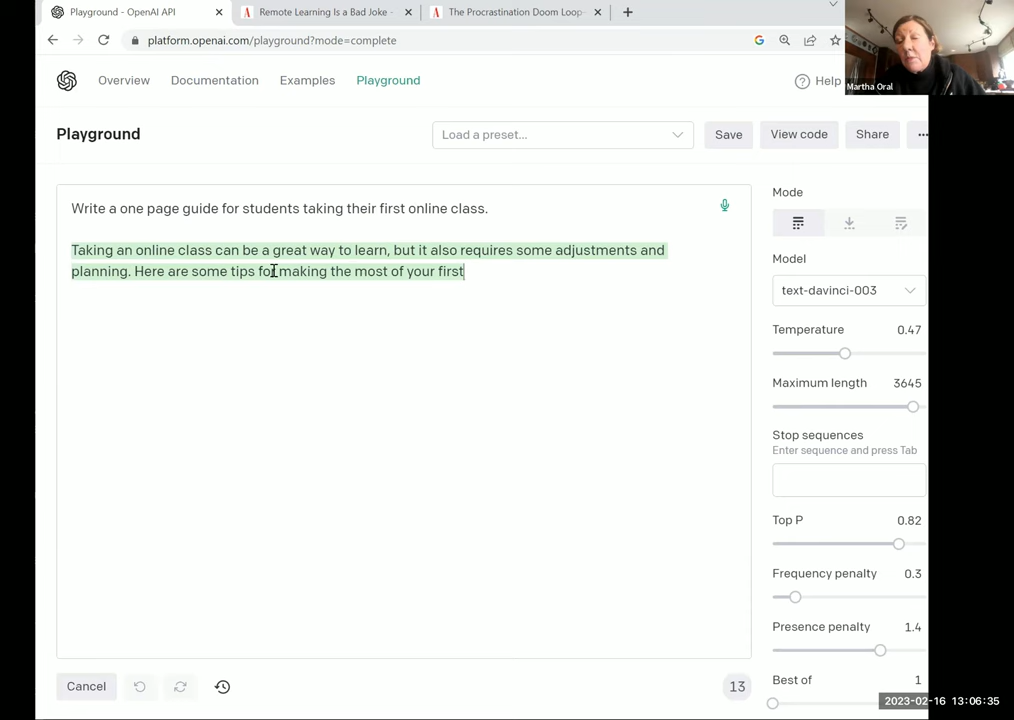 Playground - OpenAI API
Remote Learning Is a Bad Joke -
The Procrastination Doom Loop
platform.openai.com/playground?mode=complete
Martha Oral
Overview
Documentation
Examples
Playground
Help
Playground
Load a preset...
Save
View code
Share
...
Write a one page guide for students taking their first online class.
Taking an online class can be a great way to learn, but it also requires some adjustments and
planning. Here are some tips for making the most of your first
Mode
Model
text-davinci-003
Temperature 0.47
Maximum length 3645
Stop sequences
Enter sequence and press Tab
Top P 0.82
Frequency penalty 0.3
Presence penalty 1.4
Best of 1
Cancel
13
2023-02-16 13:06:35